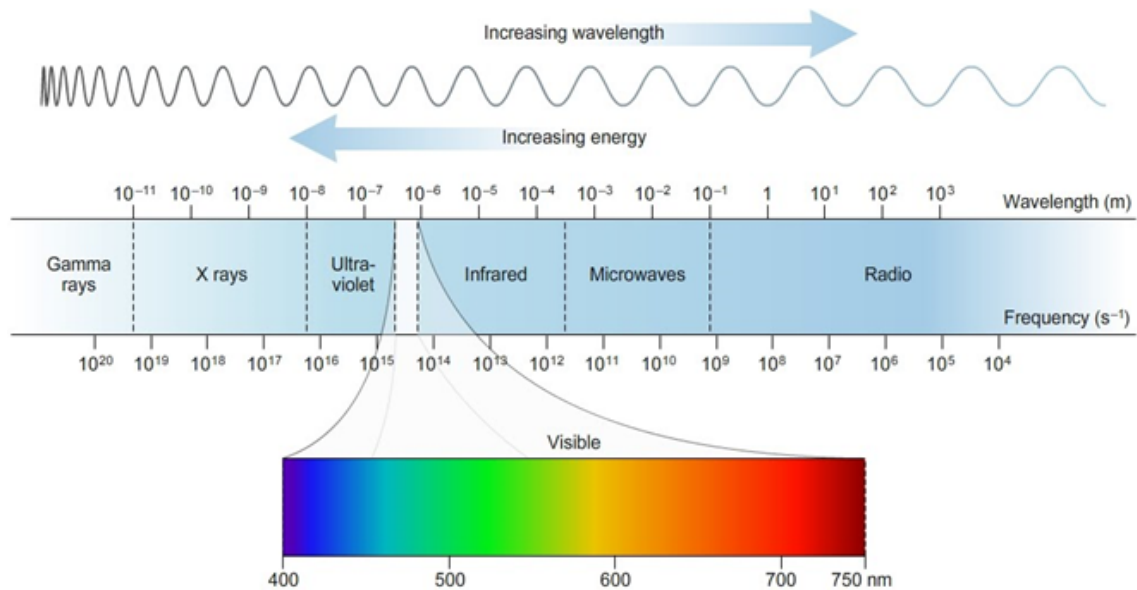 Increasing wavelength
Increasing energy
10⁻¹¹ 10⁻¹⁰ 10⁻⁹ 10⁻⁸ 10⁻⁷ 10⁻⁶ 10⁻⁵ 10⁻⁴ 10⁻³ 10⁻² 10⁻¹ 1 10¹ 10² 10³ Wavelength (m)
Gamma rays
X rays
Ultra-
violet
Infrared
Microwaves
Radio
Frequency (s⁻¹)
10²⁰ 10¹⁹ 10¹⁸ 10¹⁷ 10¹⁶ 10¹⁵ 10¹⁴ 10¹³ 10¹² 10¹¹ 10¹⁰ 10⁹ 10⁸ 10⁷ 10⁶ 10⁵ 10⁴
Visible
400 500 600 700 750 nm